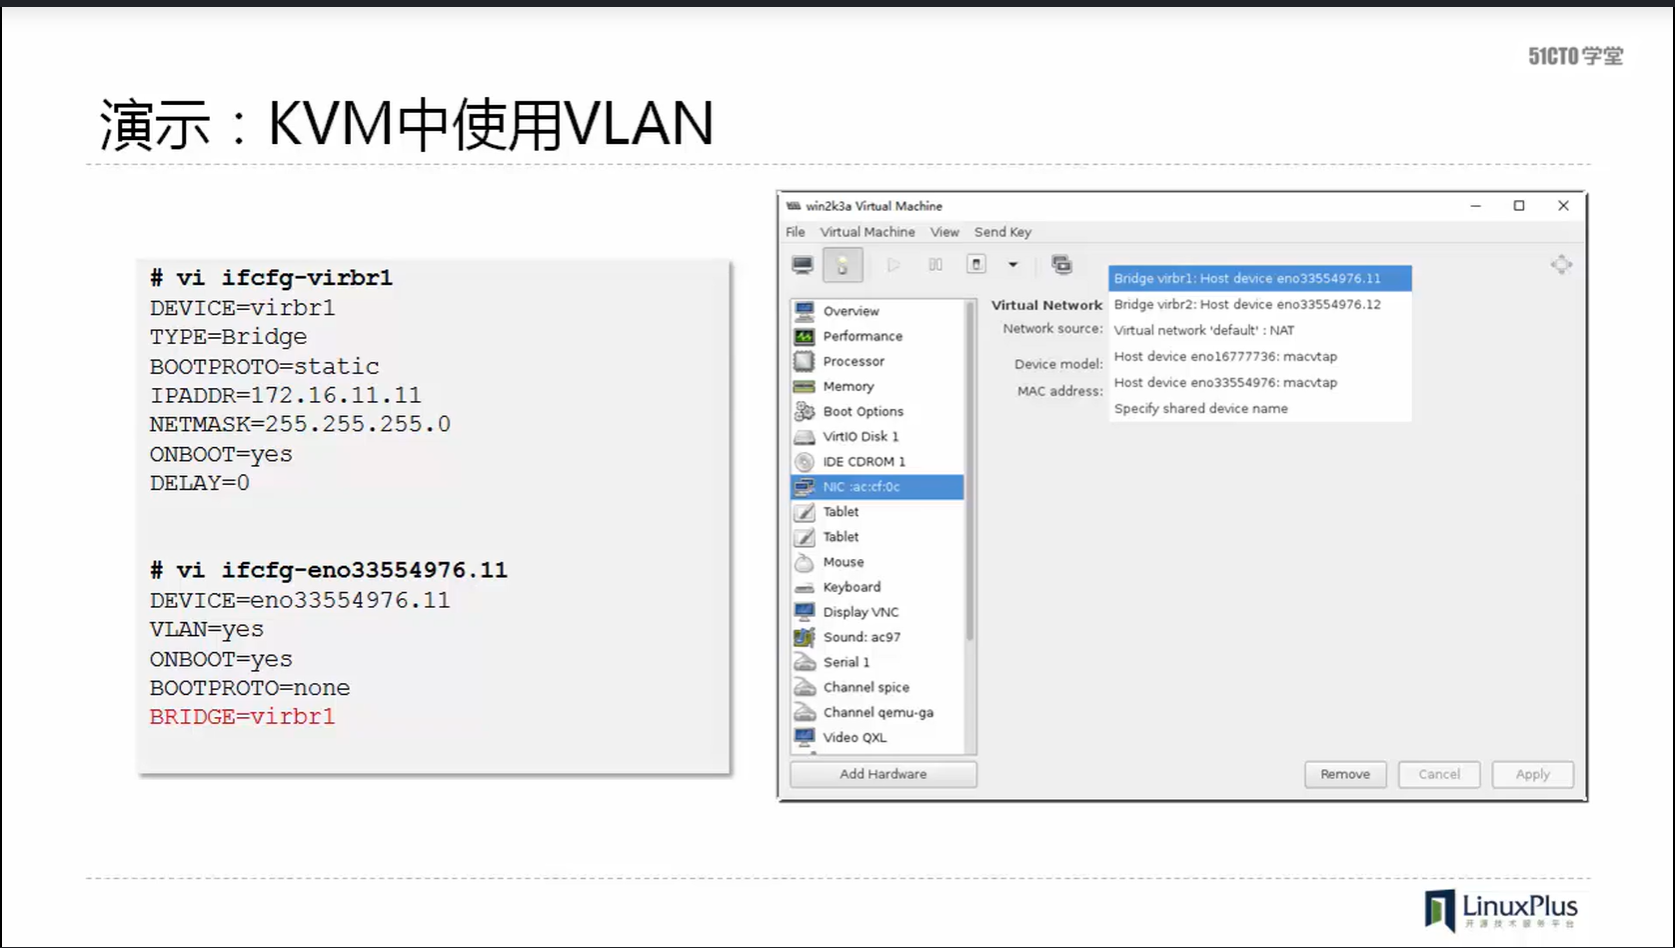 51CTO学堂
演示：KVM中使用VLAN
# vi ifcfg-virbr1
DEVICE=virbr1
TYPE=Bridge
BOOTPROTO=static
IPADDR=172.16.11.11
NETMASK=255.255.255.0
ONBOOT=yes
DELAY=0
# vi ifcfg-eno33554976.11
DEVICE=eno33554976.11
VLAN=yes
ONBOOT=yes
BOOTPROTO=none
BRIDGE=virbr1
win2k3a Virtual Machine
File Virtual Machine View Send Key
Overview
Performance
Processor
Memory
Boot Options
VirtIO Disk 1
IDE CDROM 1
NIC :ac:cf:0c
Tablet
Tablet
Mouse
Keyboard
Display VNC
Sound: ac97
Serial 1
Channel spice
Channel qemu-ga
Video QXL
Add Hardware
Virtual Network
Network source:
Device model:
MAC address:
Bridge virbr1: Host device eno33554976.11
Bridge virbr2: Host device eno33554976.12
Virtual network 'default' : NAT
Host device eno16777736: macvtap
Host device eno33554976: macvtap
Specify shared device name
Remove Cancel Apply
LinuxPlus
开源技术服务平台